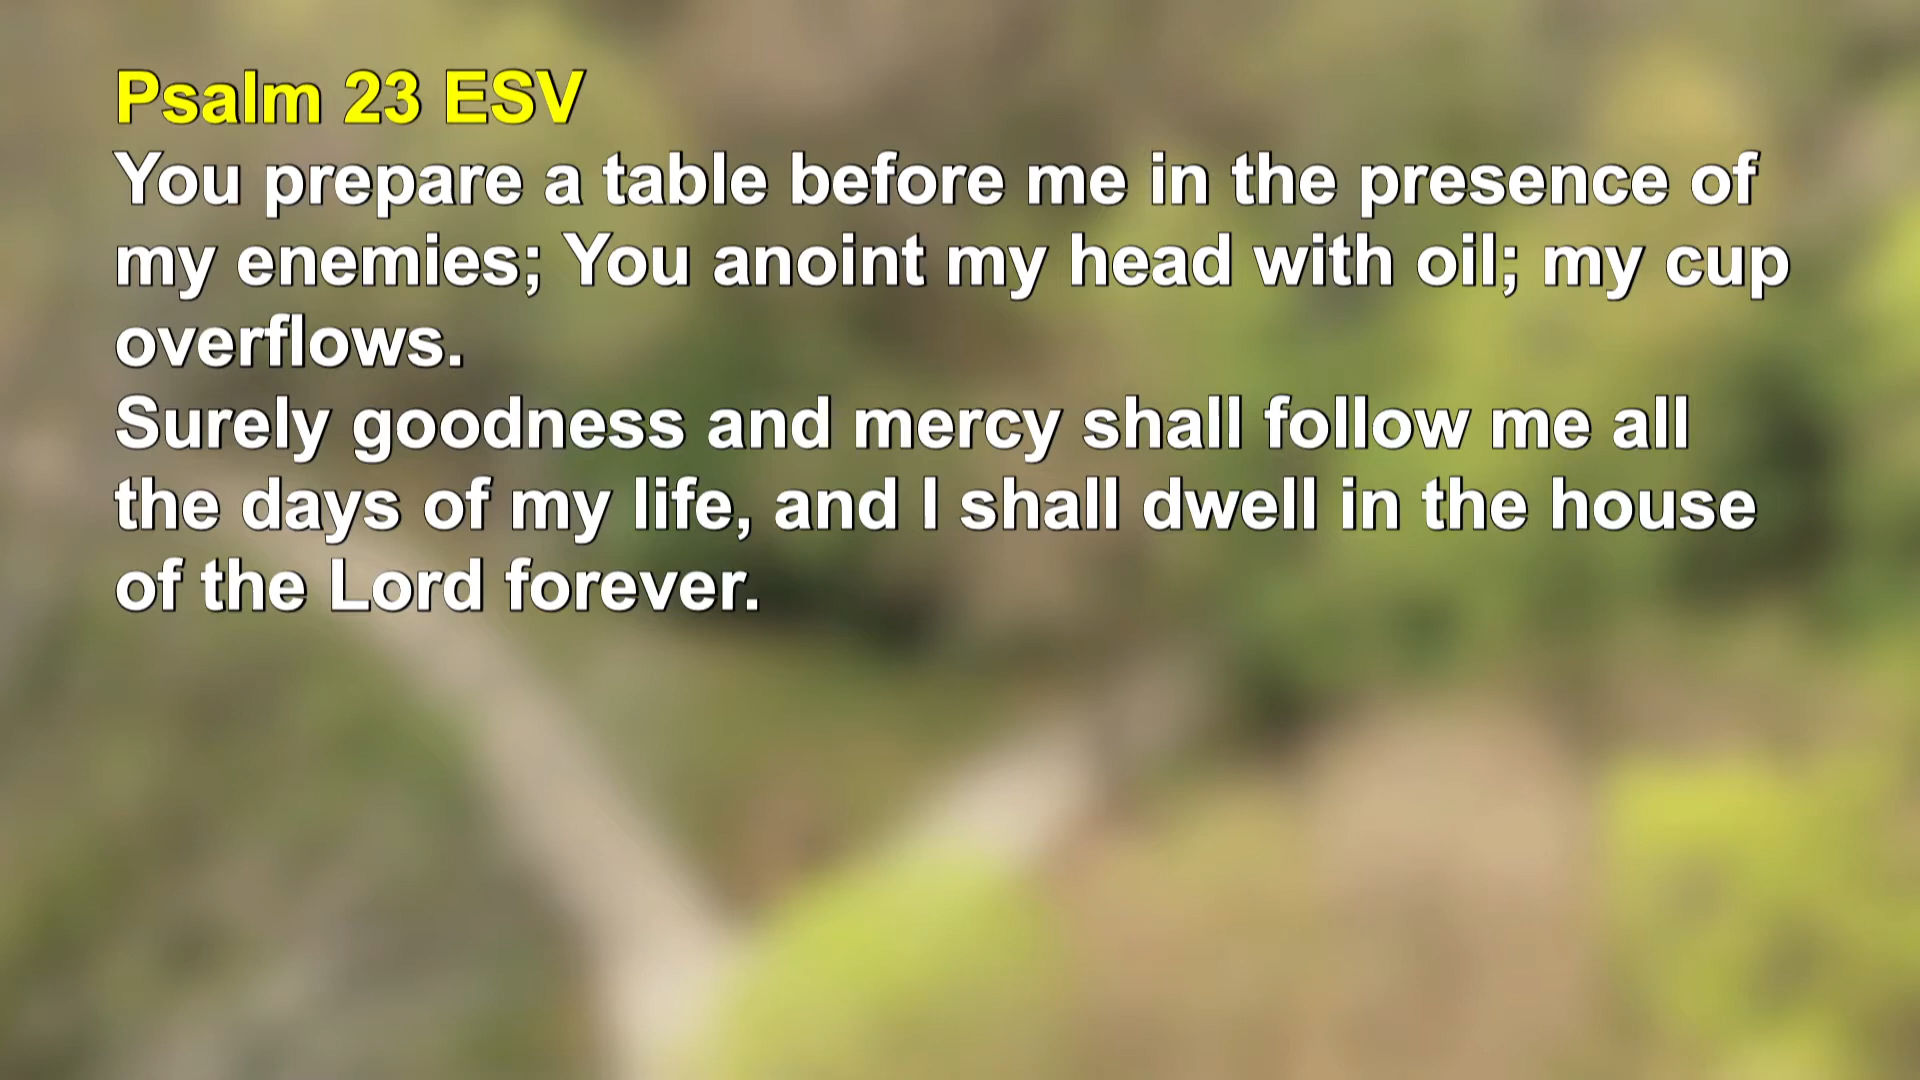 Psalm 23 ESV
You prepare a table before me in the presence of
my enemies; You anoint my head with oil; my cup
overflows.
Surely goodness and mercy shall follow me all
the days of my life, and I shall dwell in the house
of the Lord forever.